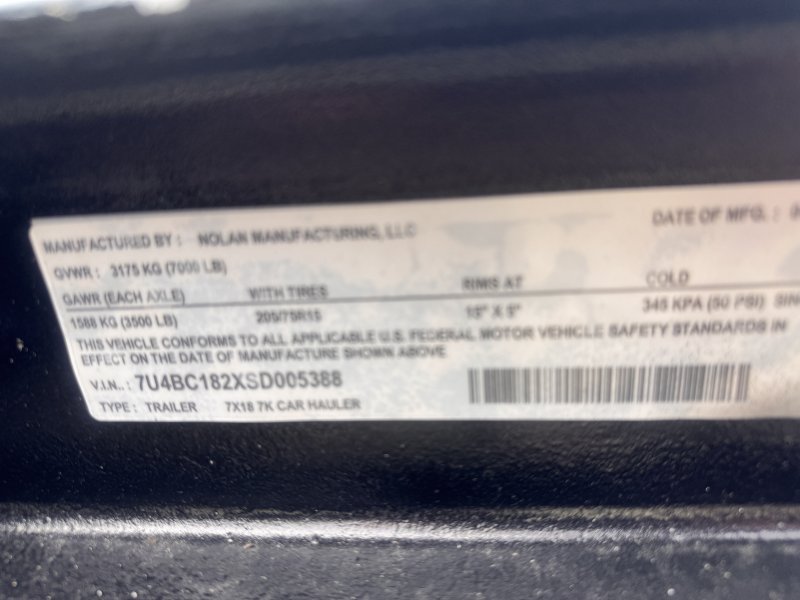 MANUFACTURED BY : NOLAN MANUFACTURING, LLC DATE OF MFG. :
GVWR : 3175 KG (7000 LB)
GAWR (EACH AXLE) WITH TIRES RIMS AT COLD
1588 KG (3500 LB) 205/75R15 15" X 5" 345 KPA (50 PSI)
THIS VEHICLE CONFORMS TO ALL APPLICABLE U.S. FEDERAL MOTOR VEHICLE SAFETY STANDARDS IN
EFFECT ON THE DATE OF MANUFACTURE SHOWN ABOVE
V.I.N.. : 7U4BC182XSD005388
TYPE : TRAILER 7X18 7K CAR HAULER